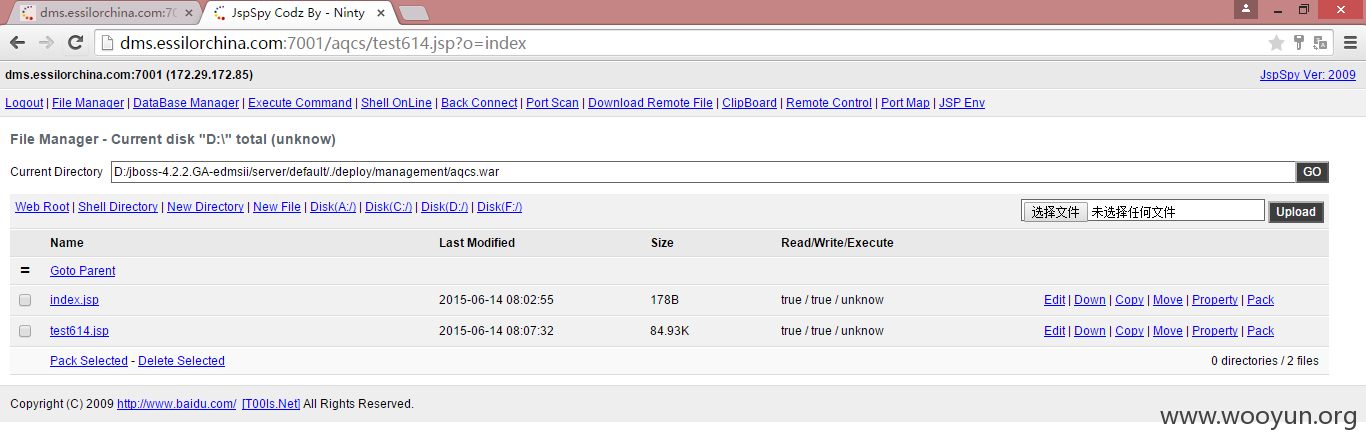 dms.essilorchina.com:70 JspSpy Codz By - Ninty
dms.essilorchina.com:7001/aqcs/test614.jsp?o=index
dms.essilorchina.com:7001 (172.29.172.85) JspSpy Ver: 2009
Logout | File Manager | DataBase Manager | Execute Command | Shell OnLine | Back Connect | Port Scan | Download Remote File | ClipBoard | Remote Control | Port Map | JSP Env
File Manager - Current disk "D:\" total (unknow)
Current Directory D:/jboss-4.2.2.GA-edmsii/server/default/./deploy/management/aqcs.war GO
Web Root | Shell Directory | New Directory | New File | Disk(A:/) | Disk(C:/) | Disk(D:/) | Disk(F:/) 选择文件 未选择任何文件 Upload
Name Last Modified Size Read/Write/Execute
= Goto Parent
index.jsp 2015-06-14 08:02:55 178B true / true / unknow Edit | Down | Copy | Move | Property | Pack
test614.jsp 2015-06-14 08:07:32 84.93K true / true / unknow Edit | Down | Copy | Move | Property | Pack
Pack Selected - Delete Selected 0 directories / 2 files
Copyright (C) 2009 http://www.baidu.com/ [T00ls.Net] All Rights Reserved.
www.wooyun.org